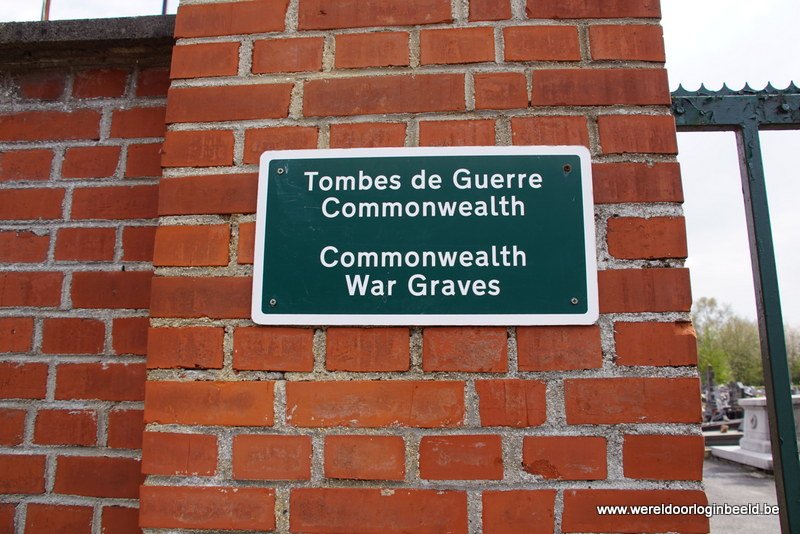 Tombes de Guerre
Commonwealth
Commonwealth
War Graves
www.wereldoorloginbeeld.be